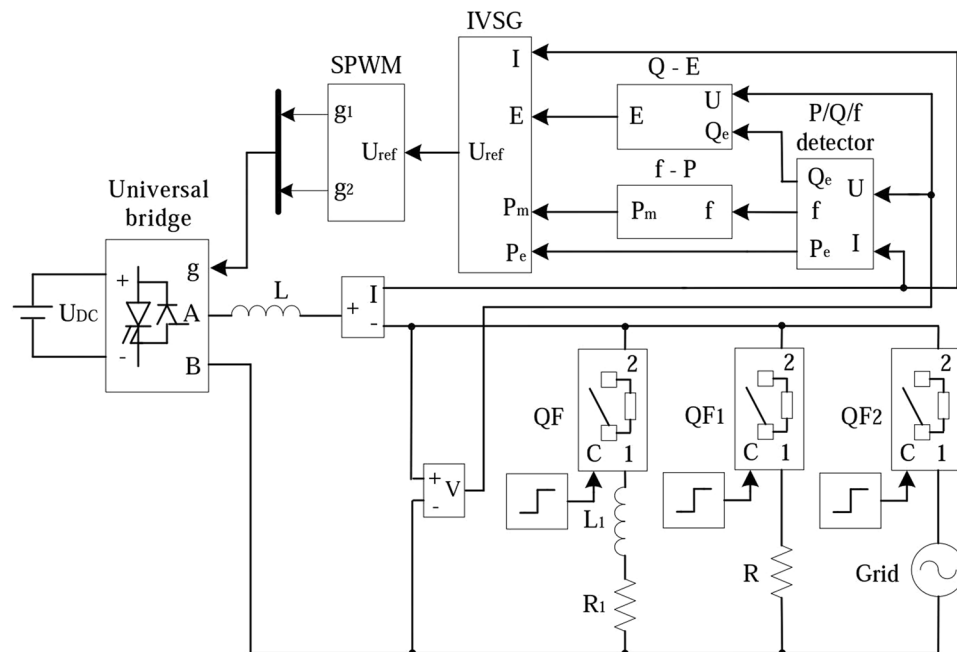 IVSG
SPWM
I
Q - E
g1
E
E
U
P/Q/f
detector
Uref
Uref
Qe
Universal
bridge
g2
f - P
Qe
U
Pm
Pm
f
f
g
Pe
Pe
I
+
UDC
A
L
+
I
-
-
B
2
2
2
QF
QF1
QF2
C
1
C
1
C
1
+
V
-
L1
R
Grid
R1